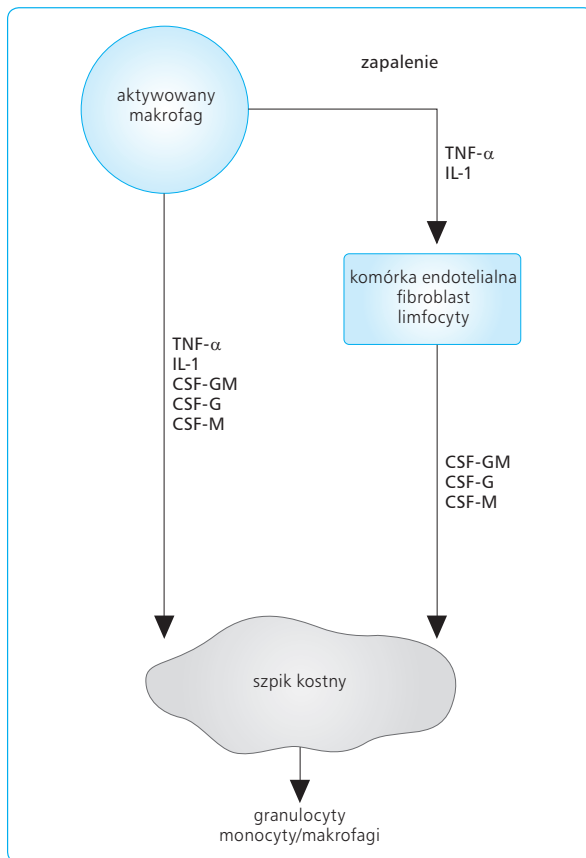 zapalenie
aktywowany
makrofag
TNF-α
IL-1
komórka endotelialna
fibroblast
limfocyty
TNF-α
IL-1
CSF-GM
CSF-G
CSF-M
CSF-GM
CSF-G
CSF-M
szpik kostny
granulocyty
monocyty/makrofagi